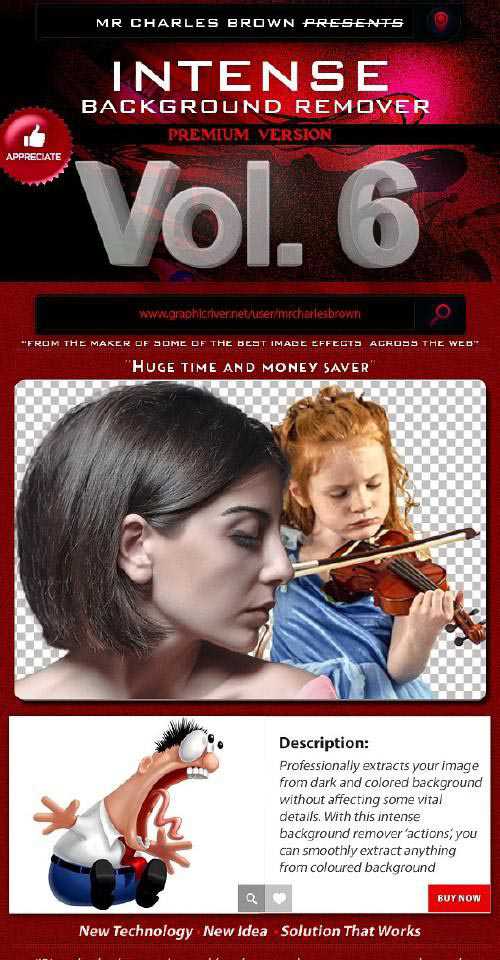 MR CHARLES BROWN PRESENTS
INTENSE
BACKGROUND REMOVER
PREMIUM VERSION
APPRECIATE
Vol. 6
www.graphicriver.net/user/mrcharlesbrown
"FROM THE MAKER OF SOME OF THE BEST IMAGE EFFECTS ACROSS THE WEB"
"HUGE TIME AND MONEY SAVER"
Description:
Professionally extracts your image
from dark and colored background
without affecting some vital
details. With this intense
background remover 'actions', you
can smoothly extract anything
from coloured background
BUY NOW
New Technology · New Idea · Solution That Works